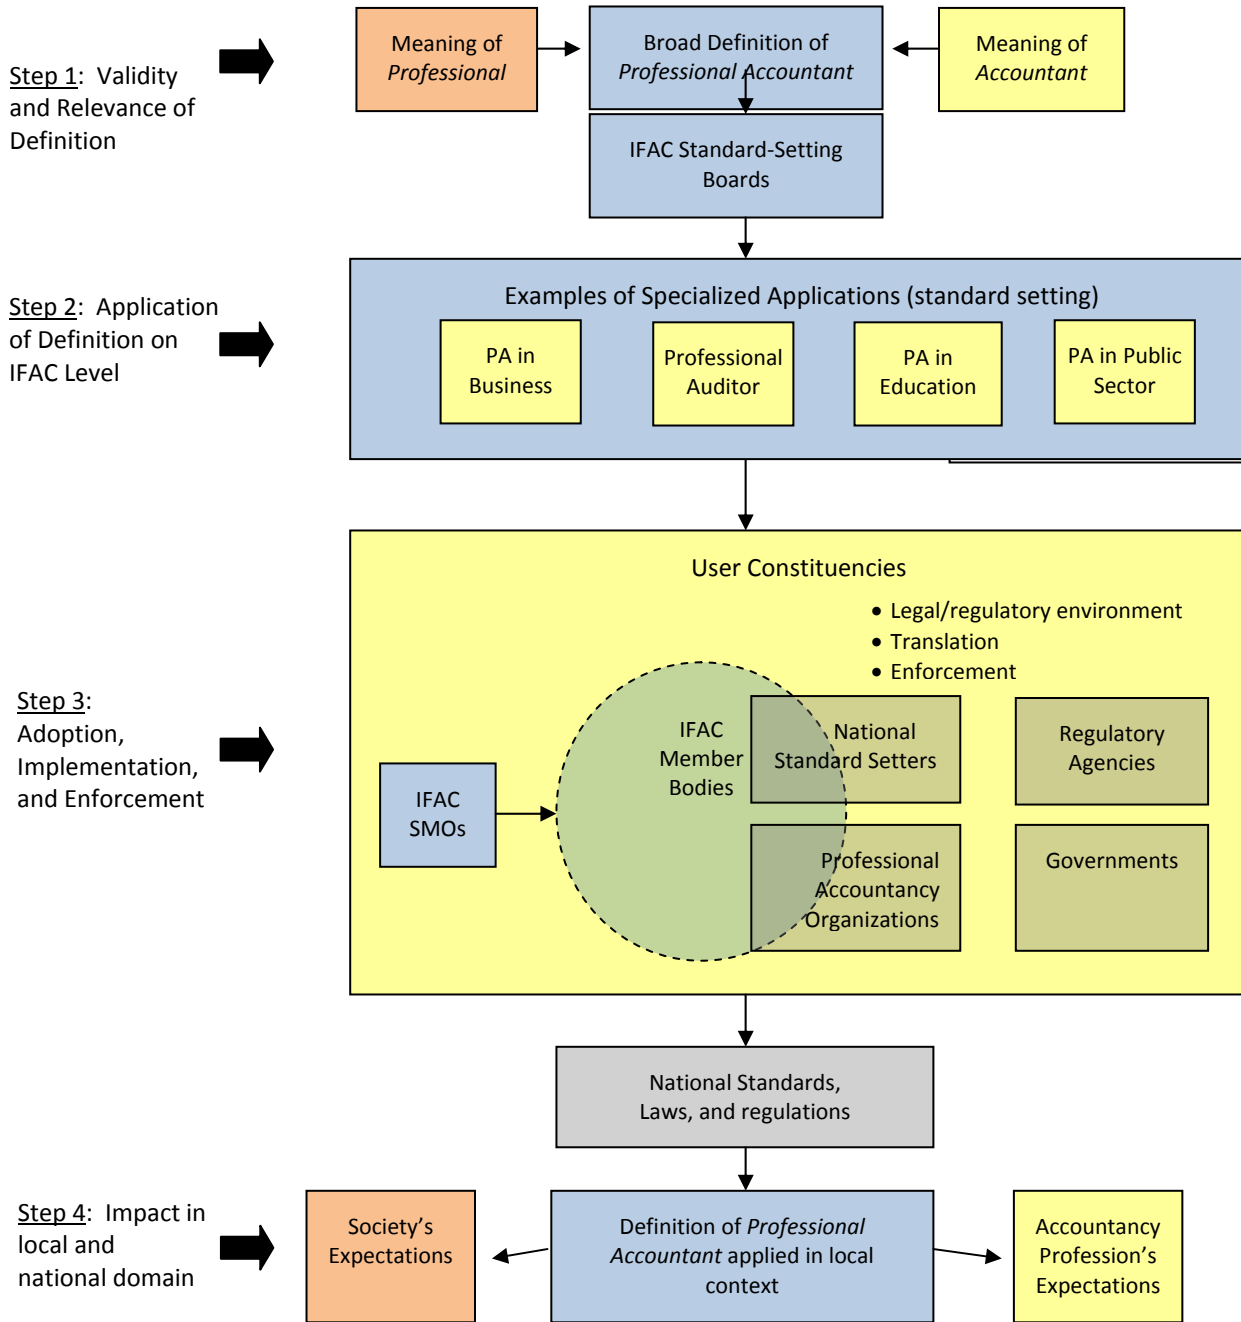 Step 1:  Validity
and Relevance of
Definition
Meaning of
Professional
Broad Definition of
Professional Accountant
Meaning of
Accountant
IFAC Standard-Setting
Boards
Step 2:  Application
of Definition on
IFAC Level
Examples of Specialized Applications (standard setting)
PA in
Business
Professional
Auditor
PA in
Education
PA in Public
Sector
Step 3:
Adoption,
Implementation,
and Enforcement
User Constituencies
• Legal/regulatory environment
• Translation
• Enforcement
IFAC
SMOs
IFAC
Member
Bodies
National
Standard Setters
Regulatory
Agencies
Professional
Accountancy
Organizations
Governments
National Standards,
Laws, and regulations
Step 4:  Impact in
local and
national domain
Society's
Expectations
Definition of Professional
Accountant applied in local
context
Accountancy
Profession's
Expectations